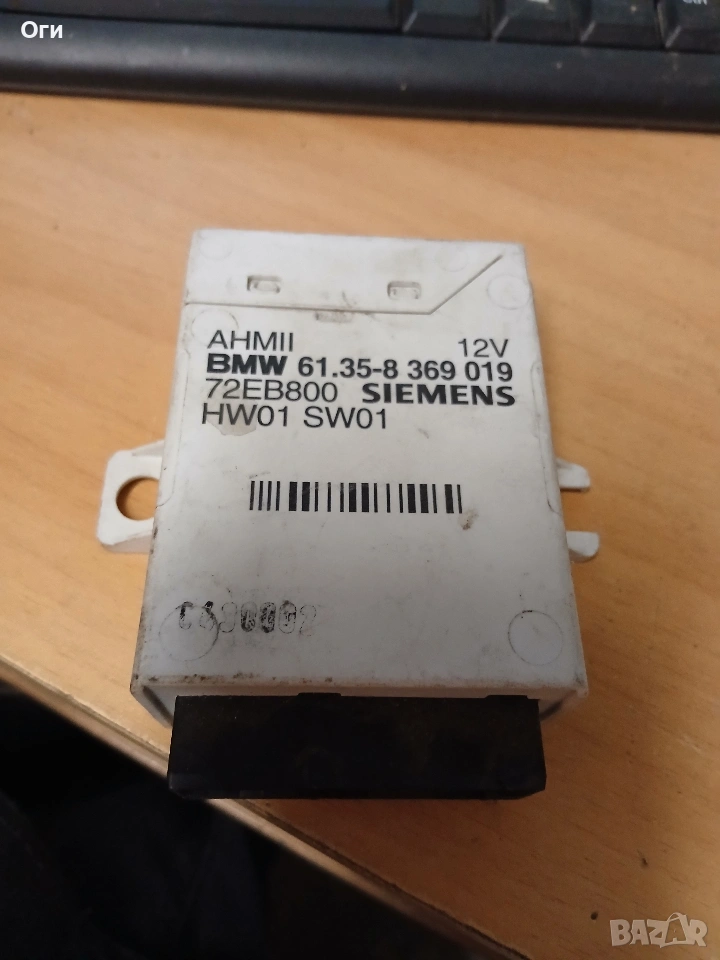 Оги
AHMII 12V
BMW 61.35-8 369 019
72EB800 SIEMENS
HW01 SW01
BAZAR